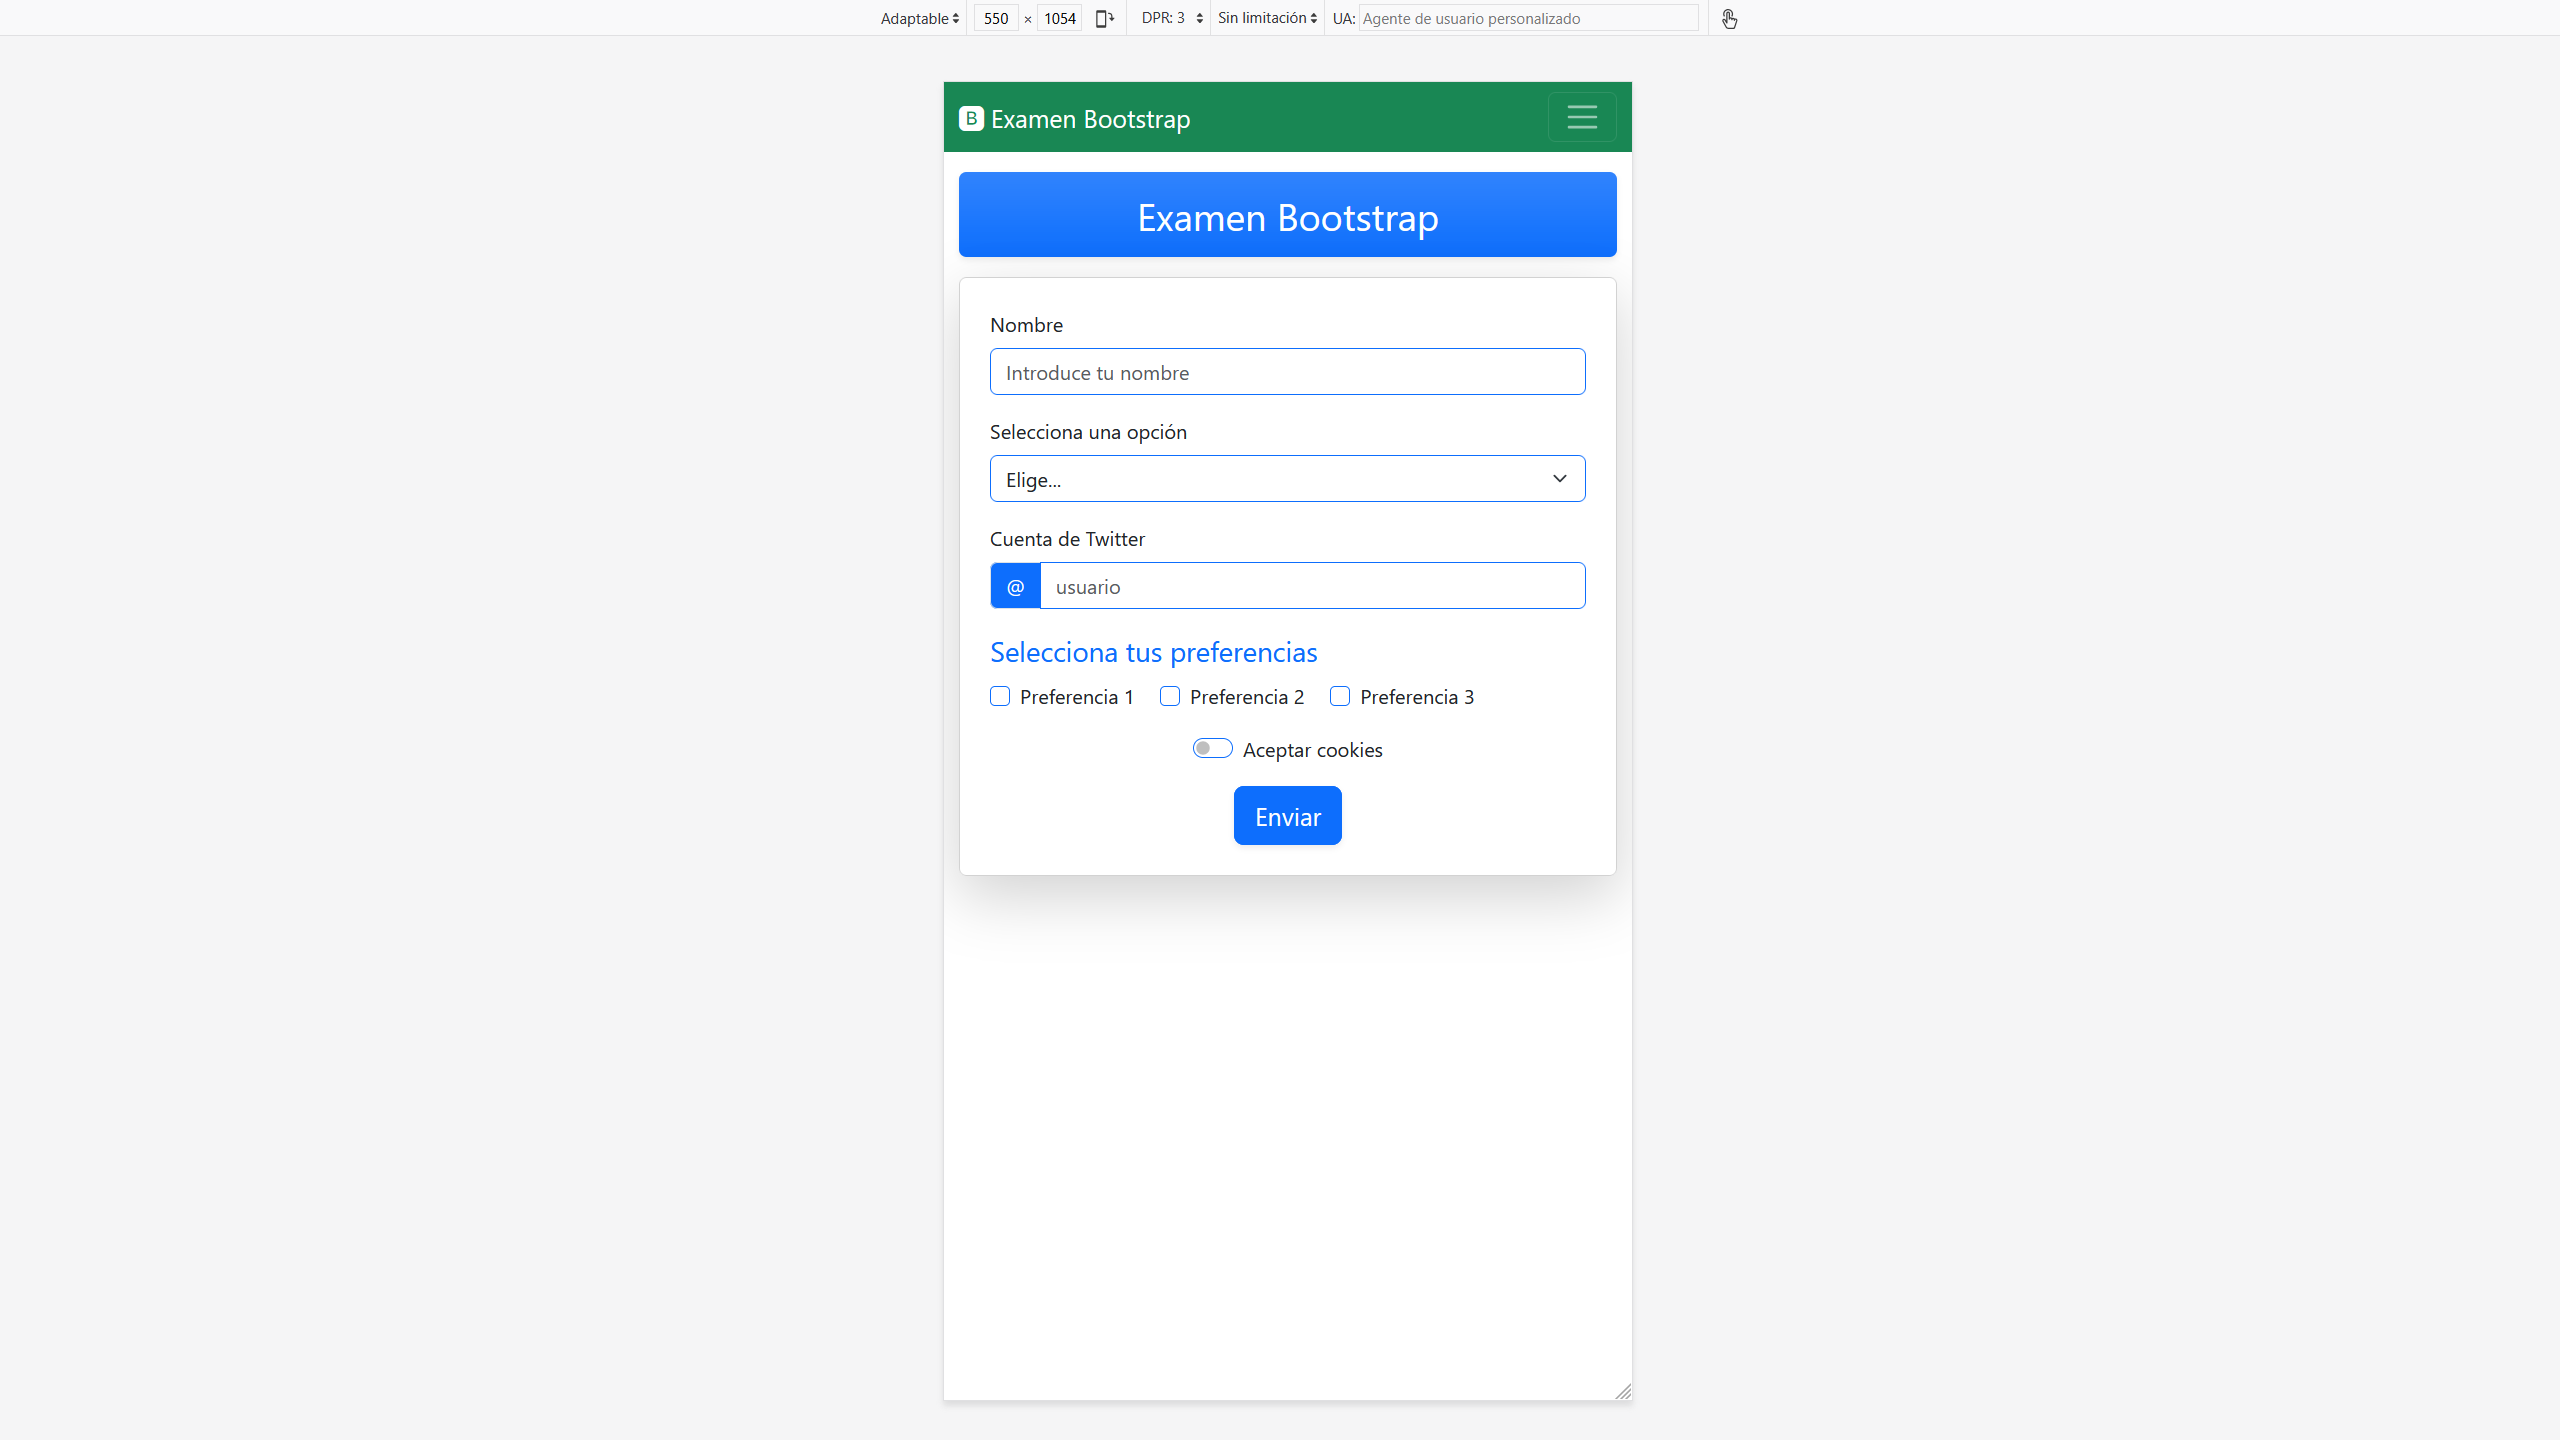 Adaptable 550 × 1054 DPR: 3 Sin limitación UA: Agente de usuario personalizado
B Examen Bootstrap
Examen Bootstrap
Nombre
Introduce tu nombre
Selecciona una opción
Elige...
Cuenta de Twitter
@ usuario
Selecciona tus preferencias
Preferencia 1 Preferencia 2 Preferencia 3
Aceptar cookies
Enviar